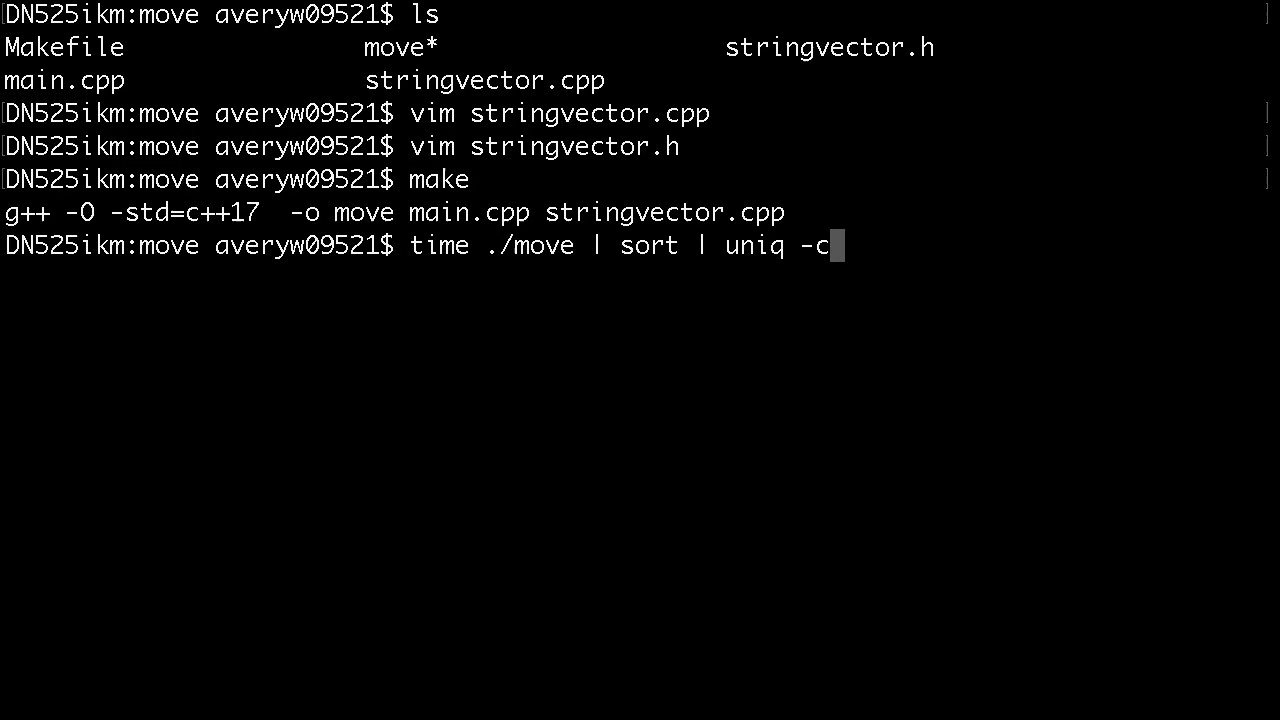 [DN525ikm:move averyw09521$ ls ]
Makefile move* stringvector.h
main.cpp stringvector.cpp
[DN525ikm:move averyw09521$ vim stringvector.cpp ]
[DN525ikm:move averyw09521$ vim stringvector.h ]
[DN525ikm:move averyw09521$ make ]
g++ -O -std=c++17 -o move main.cpp stringvector.cpp
DN525ikm:move averyw09521$ time ./move | sort | uniq -c